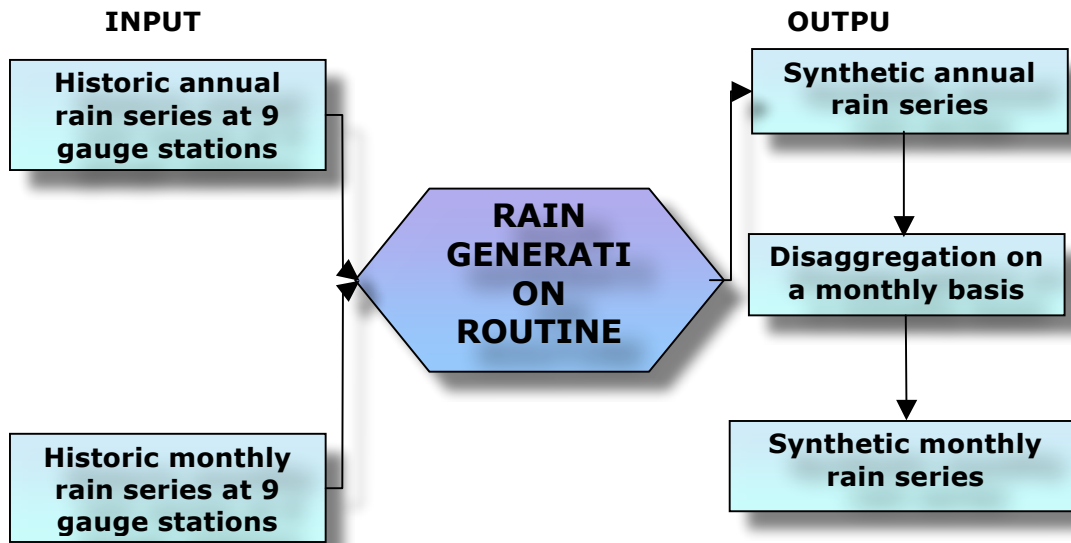 INPUT
OUTPU
Historic annual
rain series at 9
gauge stations
Historic monthly
rain series at 9
gauge stations
RAIN
GENERATI
ON
ROUTINE
Synthetic annual
rain series
Disaggregation on
a monthly basis
Synthetic monthly
rain series